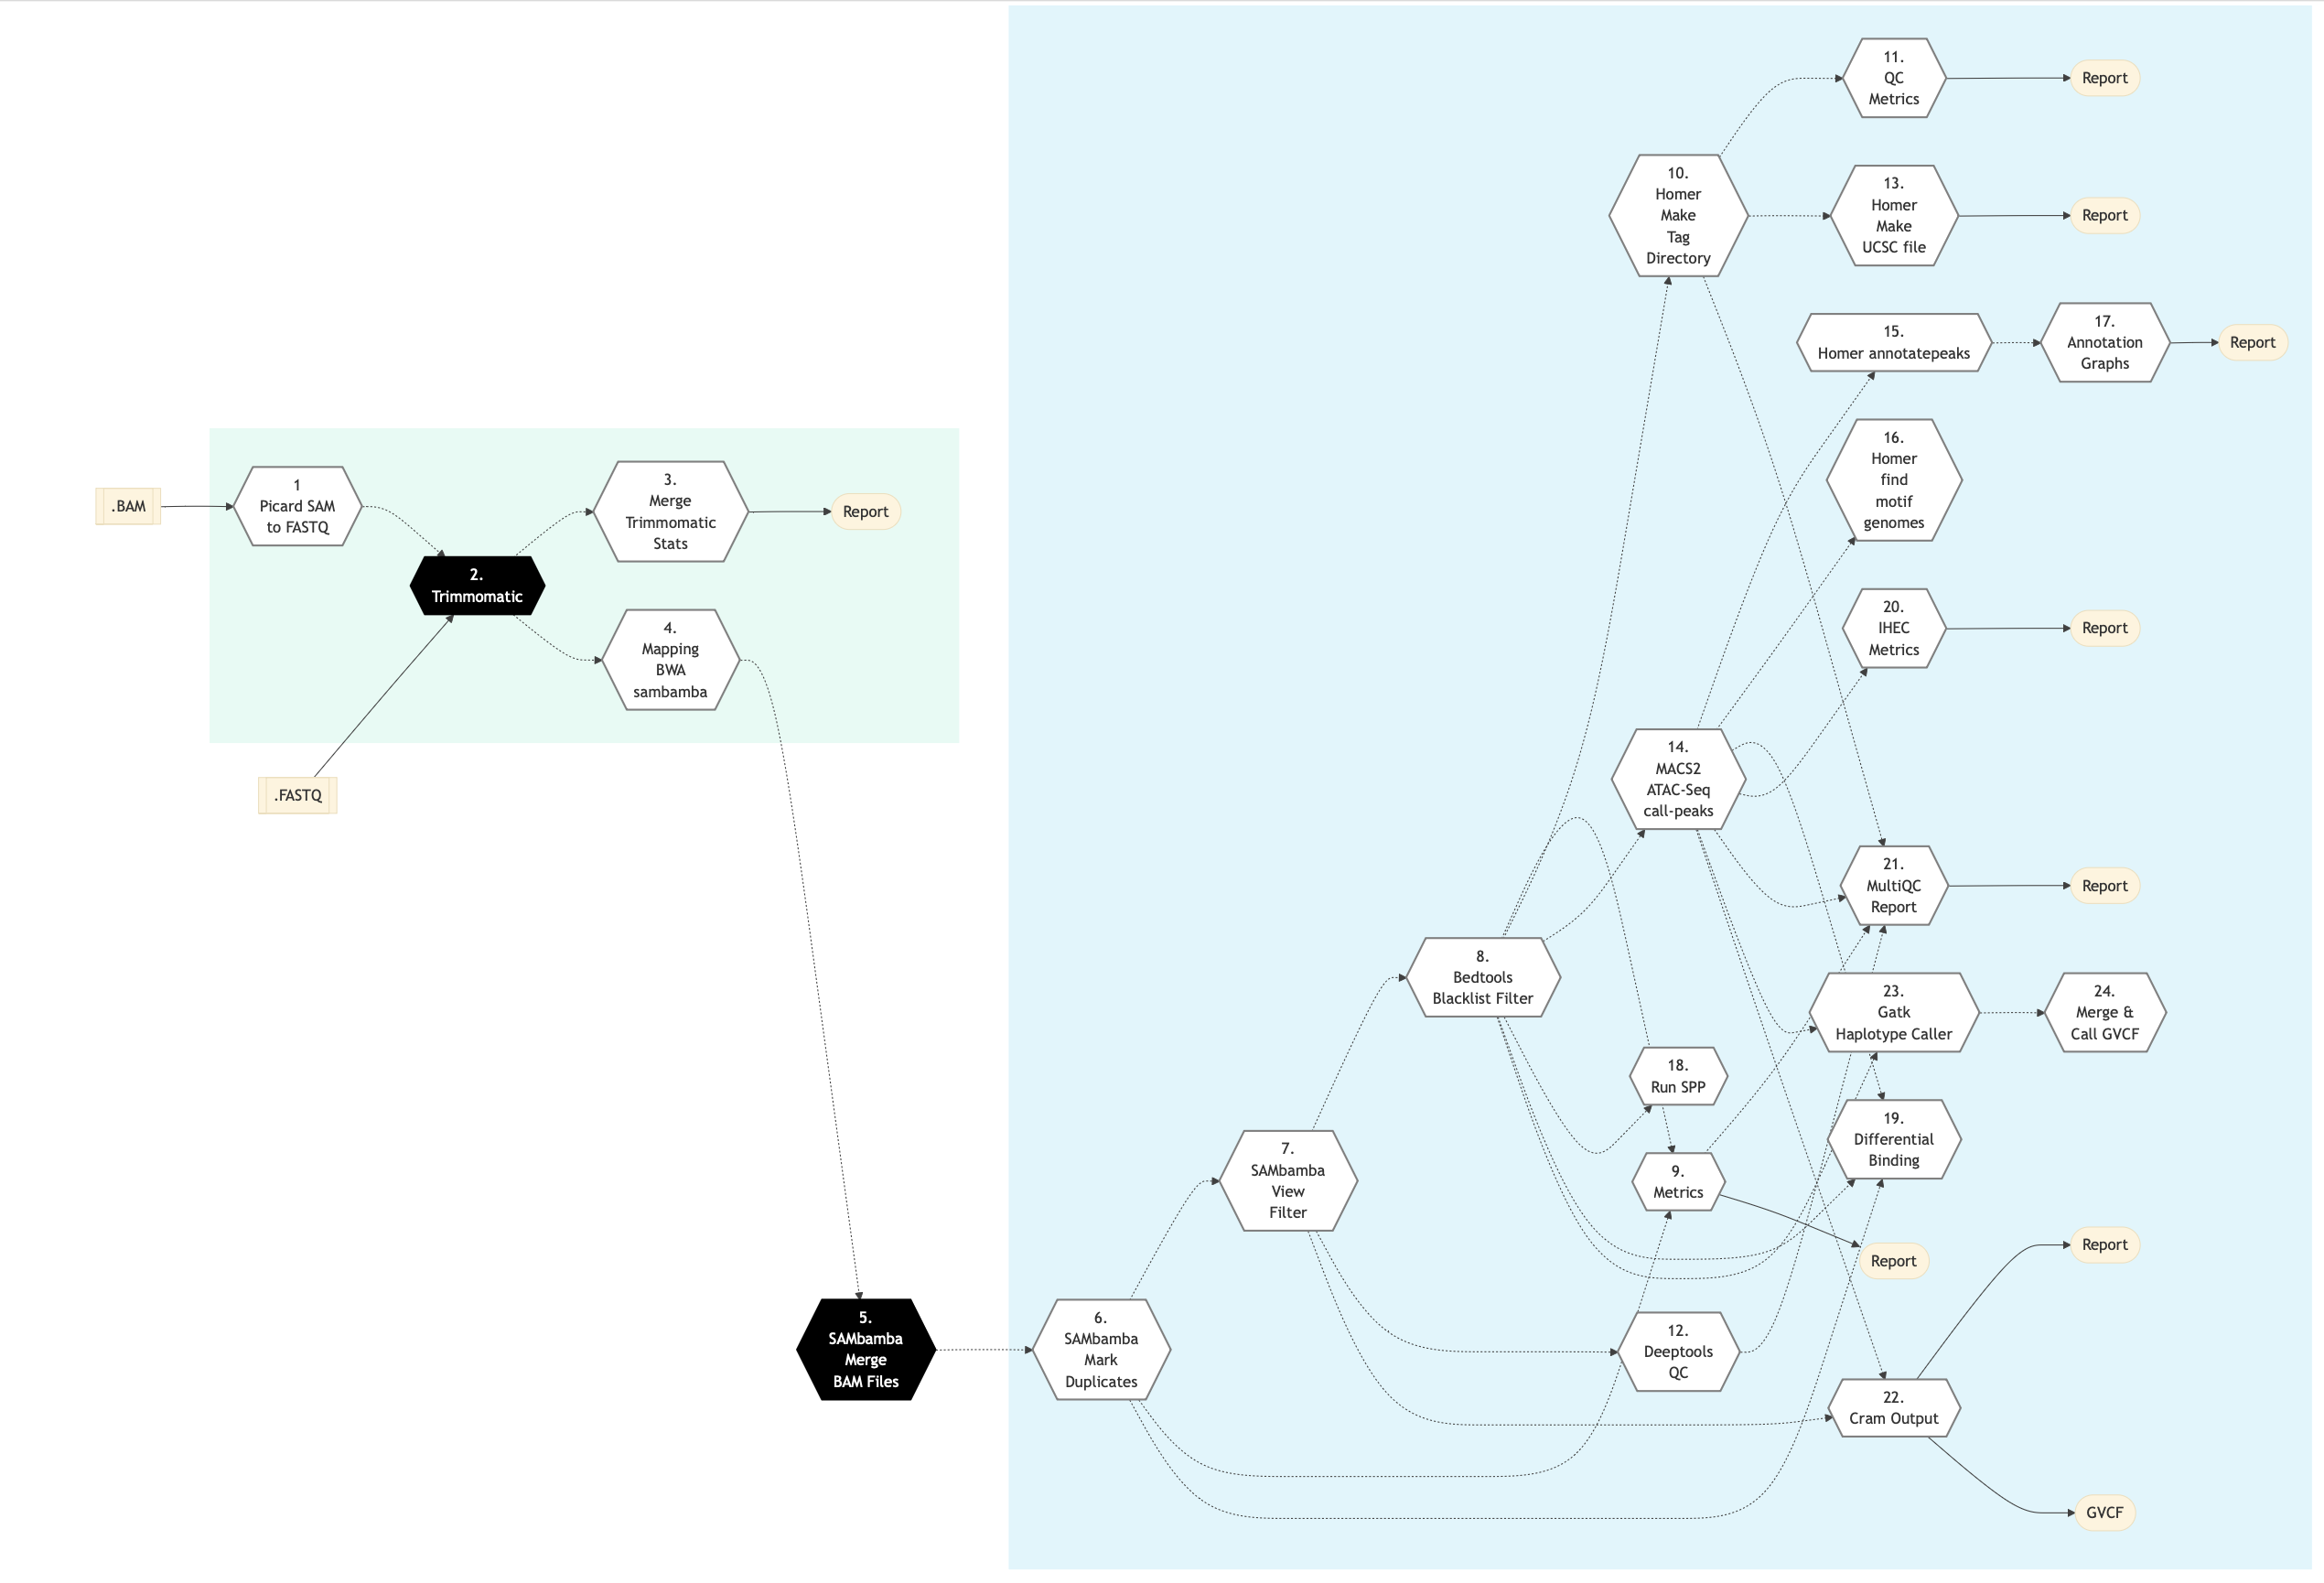 .BAM
1
Picard SAM
to FASTQ
2.
Trimmomatic
3.
Merge
Trimmomatic
Stats
Report
4.
Mapping
BWA
sambamba
.FASTQ
5.
SAMbamba
Merge
BAM Files
6.
SAMbamba
Mark
Duplicates
7.
SAMbamba
View
Filter
8.
Bedtools
Blacklist Filter
10.
Homer
Make
Tag
Directory
11.
QC
Metrics
Report
13.
Homer
Make
UCSC file
Report
15.
Homer annotatepeaks
17.
Annotation
Graphs
Report
16.
Homer
find
motif
genomes
14.
MACS2
ATAC-Seq
call-peaks
20.
IHEC
Metrics
Report
21.
MultiQC
Report
Report
18.
Run SPP
23.
Gatk
Haplotype Caller
24.
Merge &
Call GVCF
9.
Metrics
19.
Differential
Binding
Report
12.
Deeptools
QC
22.
Cram Output
Report
GVCF